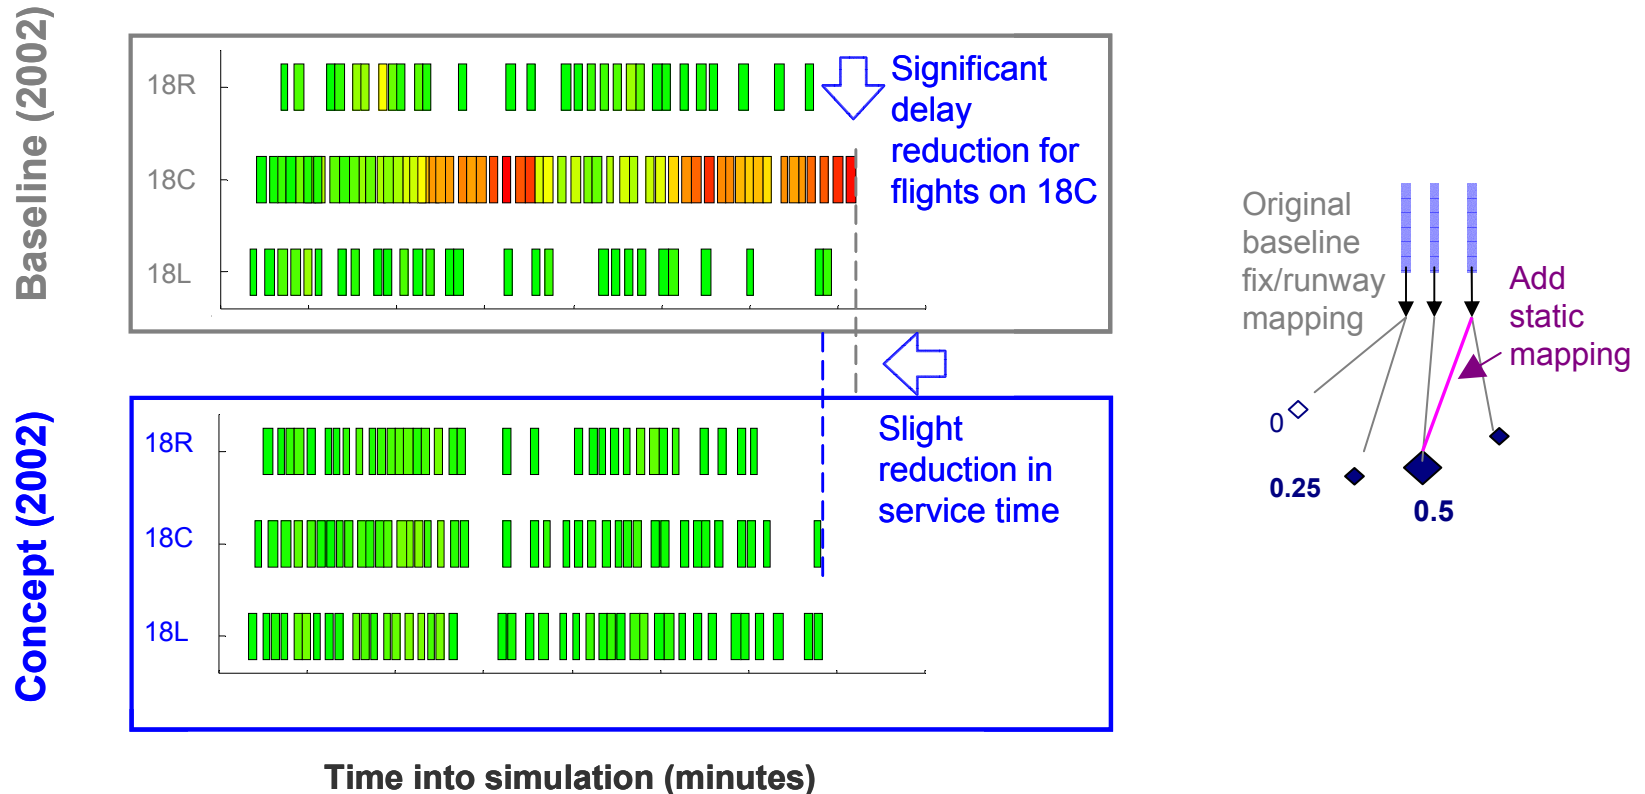 Baseline (2002)
18R
18C
18L
Significant
delay
reduction for
flights on 18C
Concept (2002)
18R
18C
18L
Slight
reduction in
service time
Time into simulation (minutes)
Original
baseline
fix/runway
mapping
Add
static
mapping
0
0.25
0.5